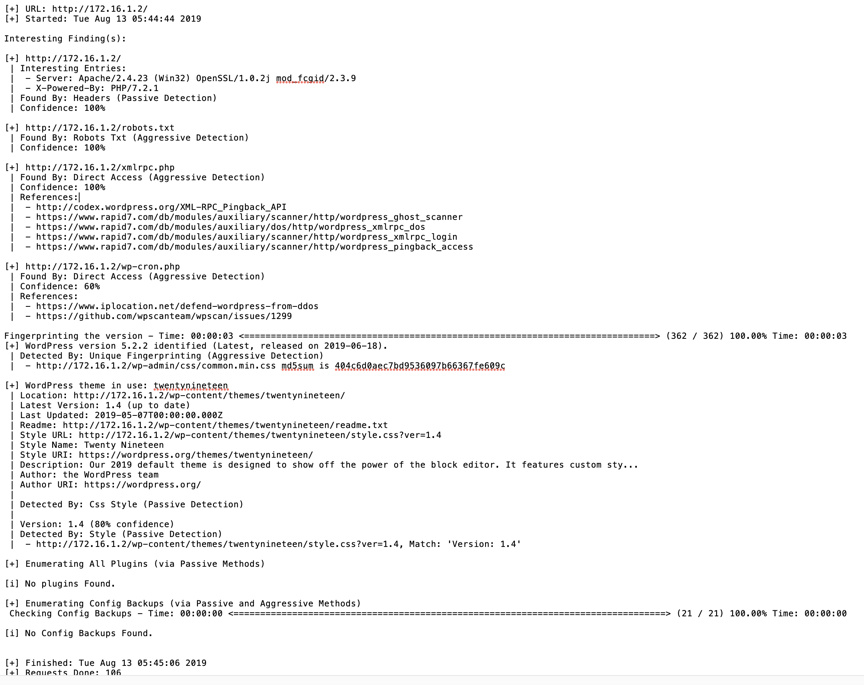 [+] URL: http://172.16.1.2/
[+] Started: Tue Aug 13 05:44:44 2019
Interesting Finding(s):
[+] http://172.16.1.2/
| Interesting Entries:
|  - Server: Apache/2.4.23 (Win32) OpenSSL/1.0.2j mod_fcgid/2.3.9
|  - X-Powered-By: PHP/7.2.1
| Found By: Headers (Passive Detection)
| Confidence: 100%
[+] http://172.16.1.2/robots.txt
| Found By: Robots Txt (Aggressive Detection)
| Confidence: 100%
[+] http://172.16.1.2/xmlrpc.php
| Found By: Direct Access (Aggressive Detection)
| Confidence: 100%
| References:
|  - http://codex.wordpress.org/XML-RPC_Pingback_API
|  - https://www.rapid7.com/db/modules/auxiliary/scanner/http/wordpress_ghost_scanner
|  - https://www.rapid7.com/db/modules/auxiliary/dos/http/wordpress_xmlrpc_dos
|  - https://www.rapid7.com/db/modules/auxiliary/scanner/http/wordpress_xmlrpc_login
|  - https://www.rapid7.com/db/modules/auxiliary/scanner/http/wordpress_pingback_access
[+] http://172.16.1.2/wp-cron.php
| Found By: Direct Access (Aggressive Detection)
| Confidence: 60%
| References:
|  - https://www.iplocation.net/defend-wordpress-from-ddos
|  - https://github.com/wpscanteam/wpscan/issues/1299
Fingerprinting the version - Time: 00:00:03 <==========================================================================> (362 / 362) 100.00% Time: 00:00:03
[+] WordPress version 5.2.2 identified (Latest, released on 2019-06-18).
| Detected By: Unique Fingerprinting (Aggressive Detection)
|  - http://172.16.1.2/wp-admin/css/common.min.css md5sum is 404c6d0aec7bd9536097b66367fe609c
[+] WordPress theme in use: twentynineteen
| Location: http://172.16.1.2/wp-content/themes/twentynineteen/
| Latest Version: 1.4 (up to date)
| Last Updated: 2019-05-07T00:00:00.000Z
| Readme: http://172.16.1.2/wp-content/themes/twentynineteen/readme.txt
| Style URL: http://172.16.1.2/wp-content/themes/twentynineteen/style.css?ver=1.4
| Style Name: Twenty Nineteen
| Style URI: https://wordpress.org/themes/twentynineteen/
| Description: Our 2019 default theme is designed to show off the power of the block editor. It features custom sty...
| Author: the WordPress team
| Author URI: https://wordpress.org/
|
| Detected By: Css Style (Passive Detection)
|
| Version: 1.4 (80% confidence)
| Detected By: Style (Passive Detection)
|  - http://172.16.1.2/wp-content/themes/twentynineteen/style.css?ver=1.4, Match: 'Version: 1.4'
[+] Enumerating All Plugins (via Passive Methods)
[i] No plugins Found.
[+] Enumerating Config Backups (via Passive and Aggressive Methods)
Checking Config Backups - Time: 00:00:00 <==============================================================================> (21 / 21) 100.00% Time: 00:00:00
[i] No Config Backups Found.
[+] Finished: Tue Aug 13 05:45:06 2019
[+] Requests Done: 106